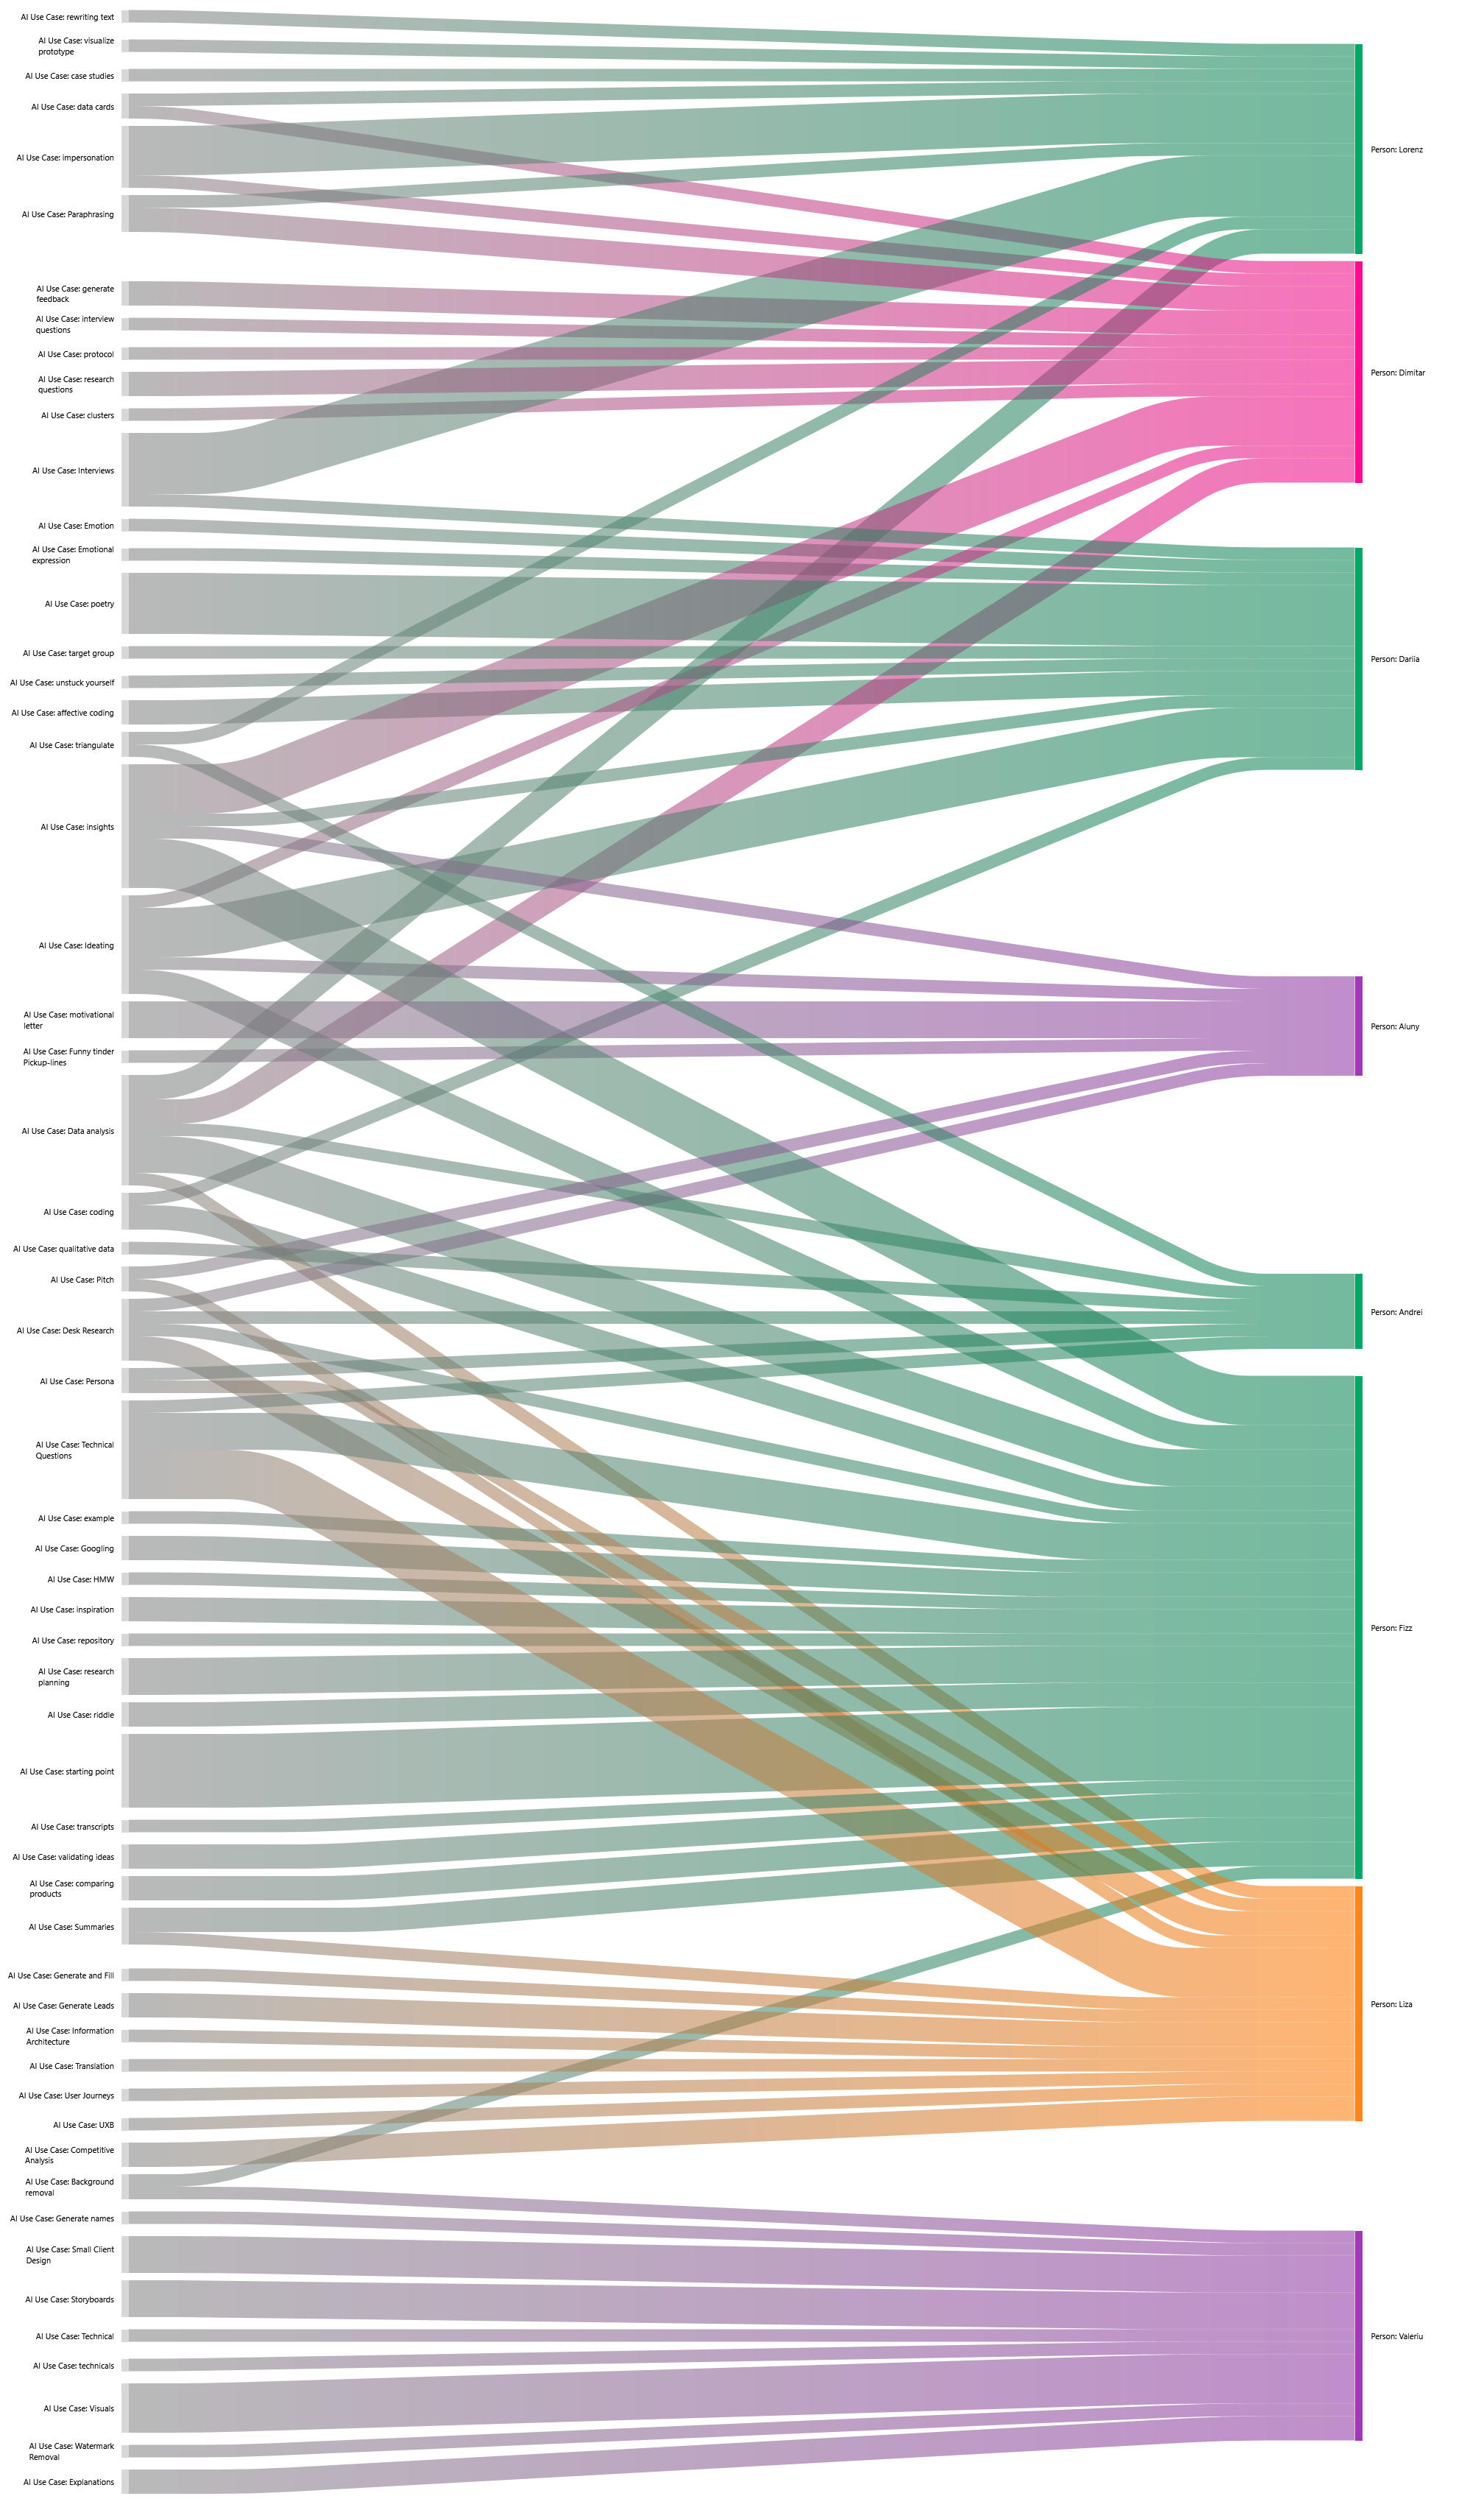 AI Use Case: rewriting text
AI Use Case: visualize
prototype
AI Use Case: case studies
AI Use Case: data cards
AI Use Case: impersonation
AI Use Case: Paraphrasing
AI Use Case: generate
feedback
AI Use Case: interview
questions
AI Use Case: protocol
AI Use Case: research
questions
AI Use Case: clusters
AI Use Case: Interviews
AI Use Case: Emotion
AI Use Case: Emotional
expression
AI Use Case: poetry
AI Use Case: target group
AI Use Case: unstuck yourself
AI Use Case: affective coding
AI Use Case: triangulate
AI Use Case: insights
AI Use Case: Ideating
AI Use Case: motivational
letter
AI Use Case: Funny tinder
Pickup-lines
AI Use Case: Data analysis
AI Use Case: coding
AI Use Case: qualitative data
AI Use Case: Pitch
AI Use Case: Desk Research
AI Use Case: Persona
AI Use Case: Technical
Questions
AI Use Case: example
AI Use Case: Googling
AI Use Case: HMW
AI Use Case: inspiration
AI Use Case: repository
AI Use Case: research
planning
AI Use Case: riddle
AI Use Case: starting point
AI Use Case: transcripts
AI Use Case: validating ideas
AI Use Case: comparing
products
AI Use Case: Summaries
AI Use Case: Generate and Fill
AI Use Case: Generate Leads
AI Use Case: Information
Architecture
AI Use Case: Translation
AI Use Case: User Journeys
AI Use Case: UXB
AI Use Case: Competitive
Analysis
AI Use Case: Background
removal
AI Use Case: Generate names
AI Use Case: Small Client
Design
AI Use Case: Storyboards
AI Use Case: Technical
AI Use Case: technicals
AI Use Case: Visuals
AI Use Case: Watermark
Removal
AI Use Case: Explanations
Person: Lorenz
Person: Dimitar
Person: Dariia
Person: Aluny
Person: Andrei
Person: Fizz
Person: Liza
Person: Valeriu